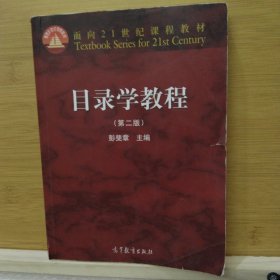 面向21世纪课程教材
Textbook Series for 21st Century
目录学教程
(第二版)
彭斐章 主编
高等教育出版社